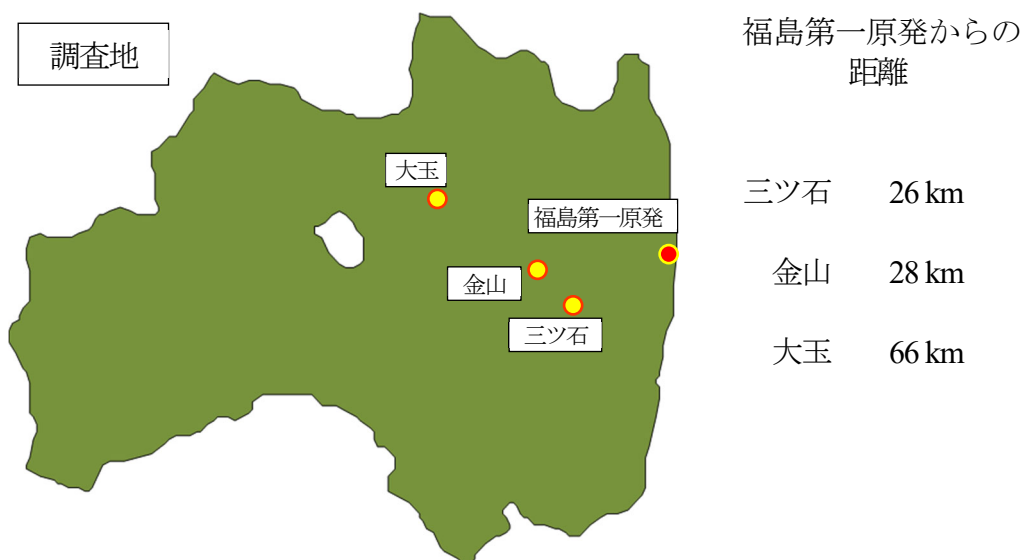 調査地
大玉
福島第一原発
金山
三ツ石
福島第一原発からの
距離
三ツ石 26 km
金山 28 km
大玉 66 km